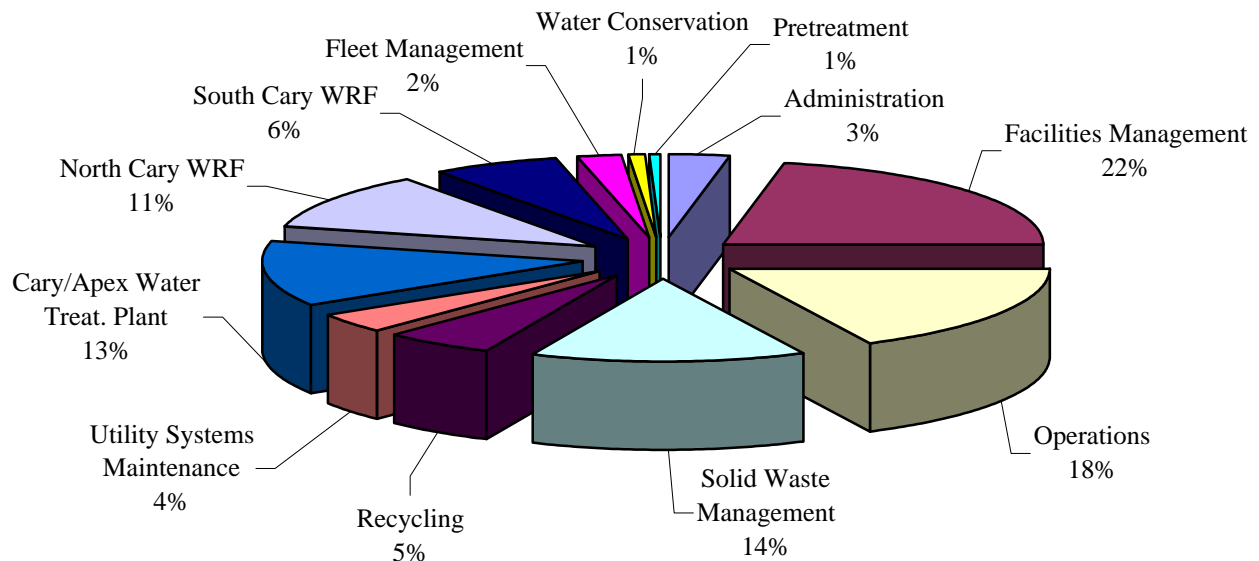 Water Conservation
1%
Pretreatment
1%
Fleet Management
2%
Administration
3%
South Cary WRF
6%
Facilities Management
22%
North Cary WRF
11%
Cary/Apex Water
Treat. Plant
13%
Utility Systems
Maintenance
4%
Recycling
5%
Solid Waste
Management
14%
Operations
18%